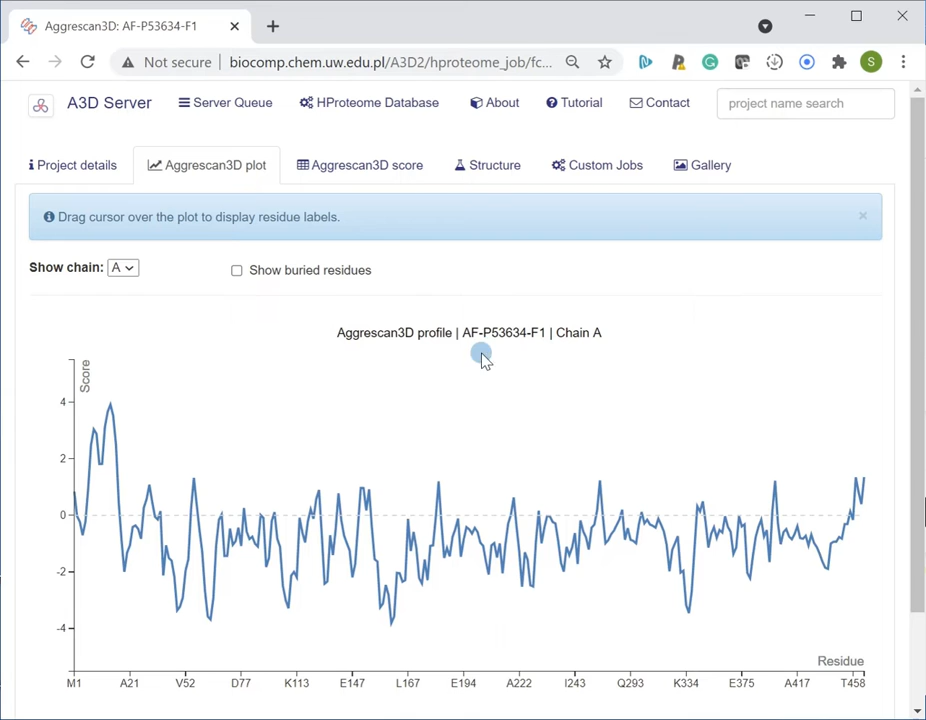 Aggrescan3D: AF-P53634-F1
Not secure | biocomp.chem.uw.edu.pl/A3D2/hproteome_job/fc...
S
A3D Server
Server Queue
HProteome Database
About
Tutorial
Contact
project name search
Project details
Aggrescan3D plot
Aggrescan3D score
Structure
Custom Jobs
Gallery
Drag cursor over the plot to display residue labels.
Show chain: A
Show buried residues
Aggrescan3D profile | AF-P53634-F1 | Chain A
Score
4
2
0
-2
-4
Residue
M1 A21 V52 D77 K113 E147 L167 E194 A222 I243 Q293 K334 E375 A417 T458